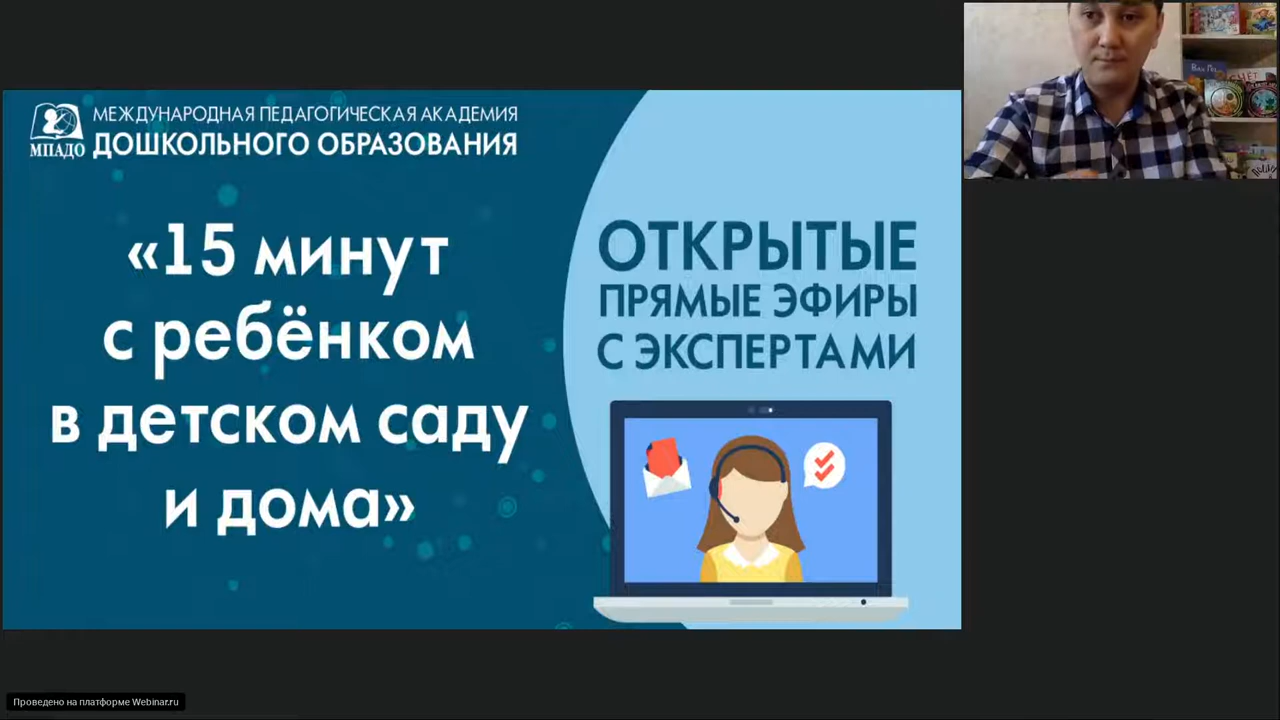 МЕЖДУНАРОДНАЯ ПЕДАГОГИЧЕСКАЯ АКАДЕМИЯ
МПАДО ДОШКОЛЬНОГО ОБРАЗОВАНИЯ
«15 минут
с ребёнком
в детском саду
и дома»
ОТКРЫТЫЕ
ПРЯМЫЕ ЭФИРЫ
С ЭКСПЕРТАМИ
Проведено на платформе Webinar.ru